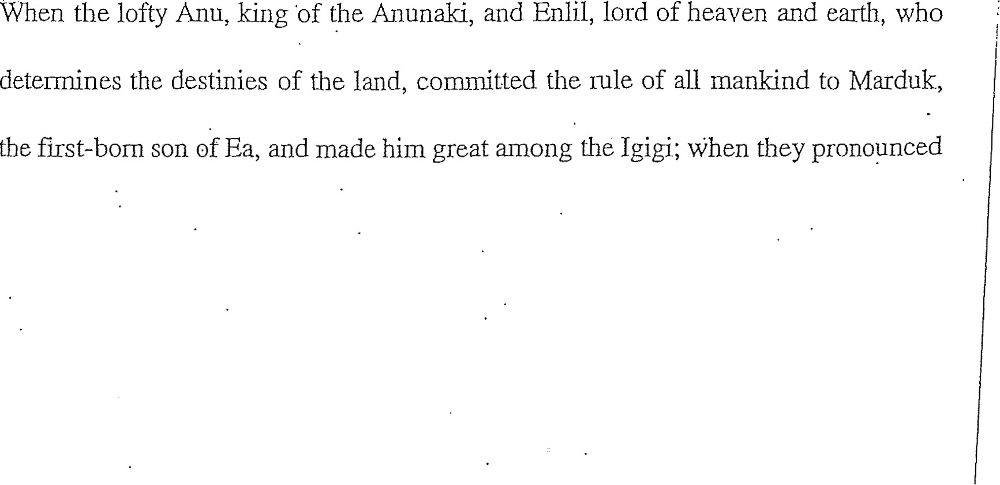 When the lofty Anu, king of the Anunaki, and Enlil, lord of heaven and earth, who
determines the destinies of the land, committed the rule of all mankind to Marduk,
the first-born son of Ea, and made him great among the Igigi; when they pronounced